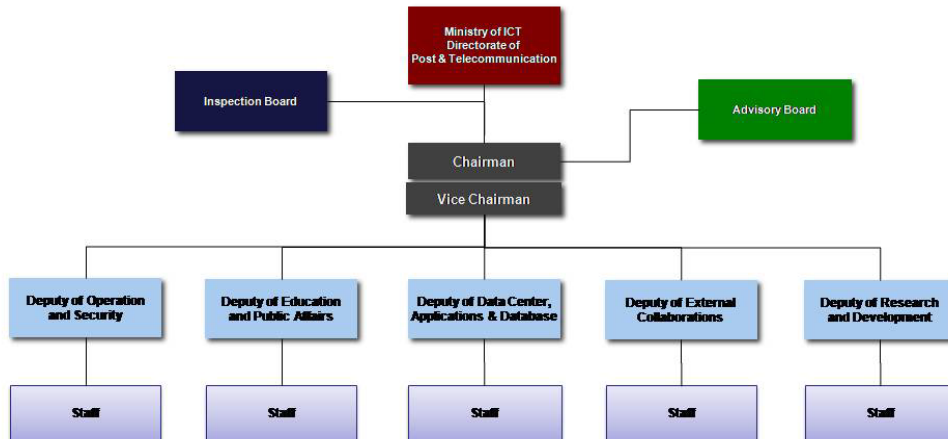 Ministry of ICT
Directorate of
Post & Telecommunication
Inspection Board
Advisory Board
Chairman
Vice Chairman
Deputy of Operation
and Security
Deputy of Education
and Public Affairs
Deputy of Data Center,
Applications & Database
Deputy of External
Collaborations
Deputy of Research
and Development
Staff
Staff
Staff
Staff
Staff